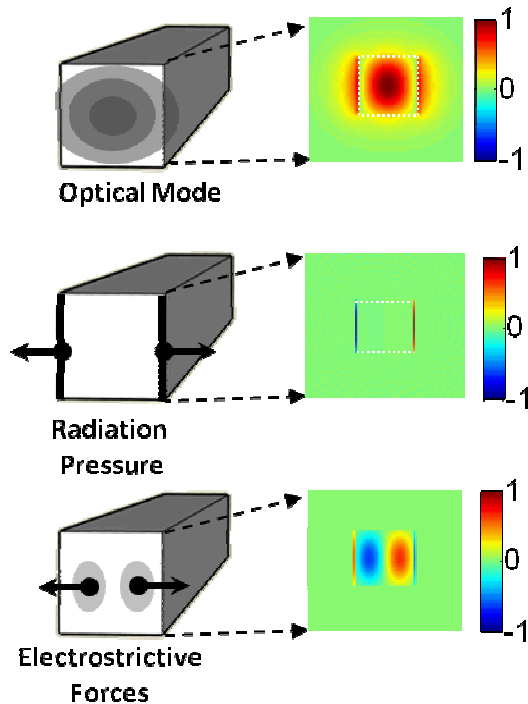 1
0
-1
Optical Mode
1
0
-1
Radiation
Pressure
1
0
-1
Electrostrictive
Forces